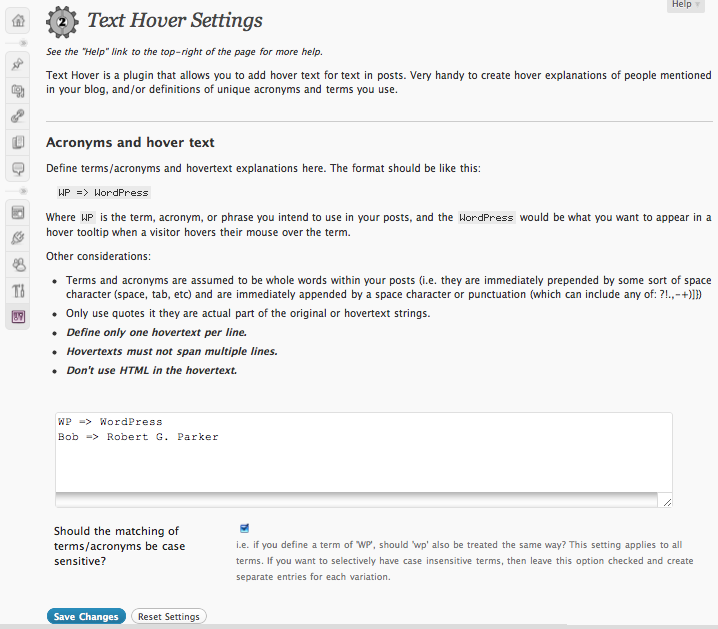 Help
2 Text Hover Settings
See the "Help" link to the top-right of the page for more help.
Text Hover is a plugin that allows you to add hover text for text in posts. Very handy to create hover explanations of people mentioned
in your blog, and/or definitions of unique acronyms and terms you use.
Acronyms and hover text
Define terms/acronyms and hovertext explanations here. The format should be like this:
WP => WordPress
Where WP is the term, acronym, or phrase you intend to use in your posts, and the WordPress would be what you want to appear in a
hover tooltip when a visitor hovers their mouse over the term.
Other considerations:
• Terms and acronyms are assumed to be whole words within your posts (i.e. they are immediately prepended by some sort of space
character (space, tab, etc) and are immediately appended by a space character or punctuation (which can include any of: ?!.,-+)]})
• Only use quotes it they are actual part of the original or hovertext strings.
• Define only one hovertext per line.
• Hovertexts must not span multiple lines.
• Don't use HTML in the hovertext.
WP => WordPress
Bob => Robert G. Parker
Should the matching of
terms/acronyms be case
sensitive?
i.e. if you define a term of 'WP', should 'wp' also be treated the same way? This setting applies to all
terms. If you want to selectively have case insensitive terms, then leave this option checked and create
separate entries for each variation.
Save Changes Reset Settings